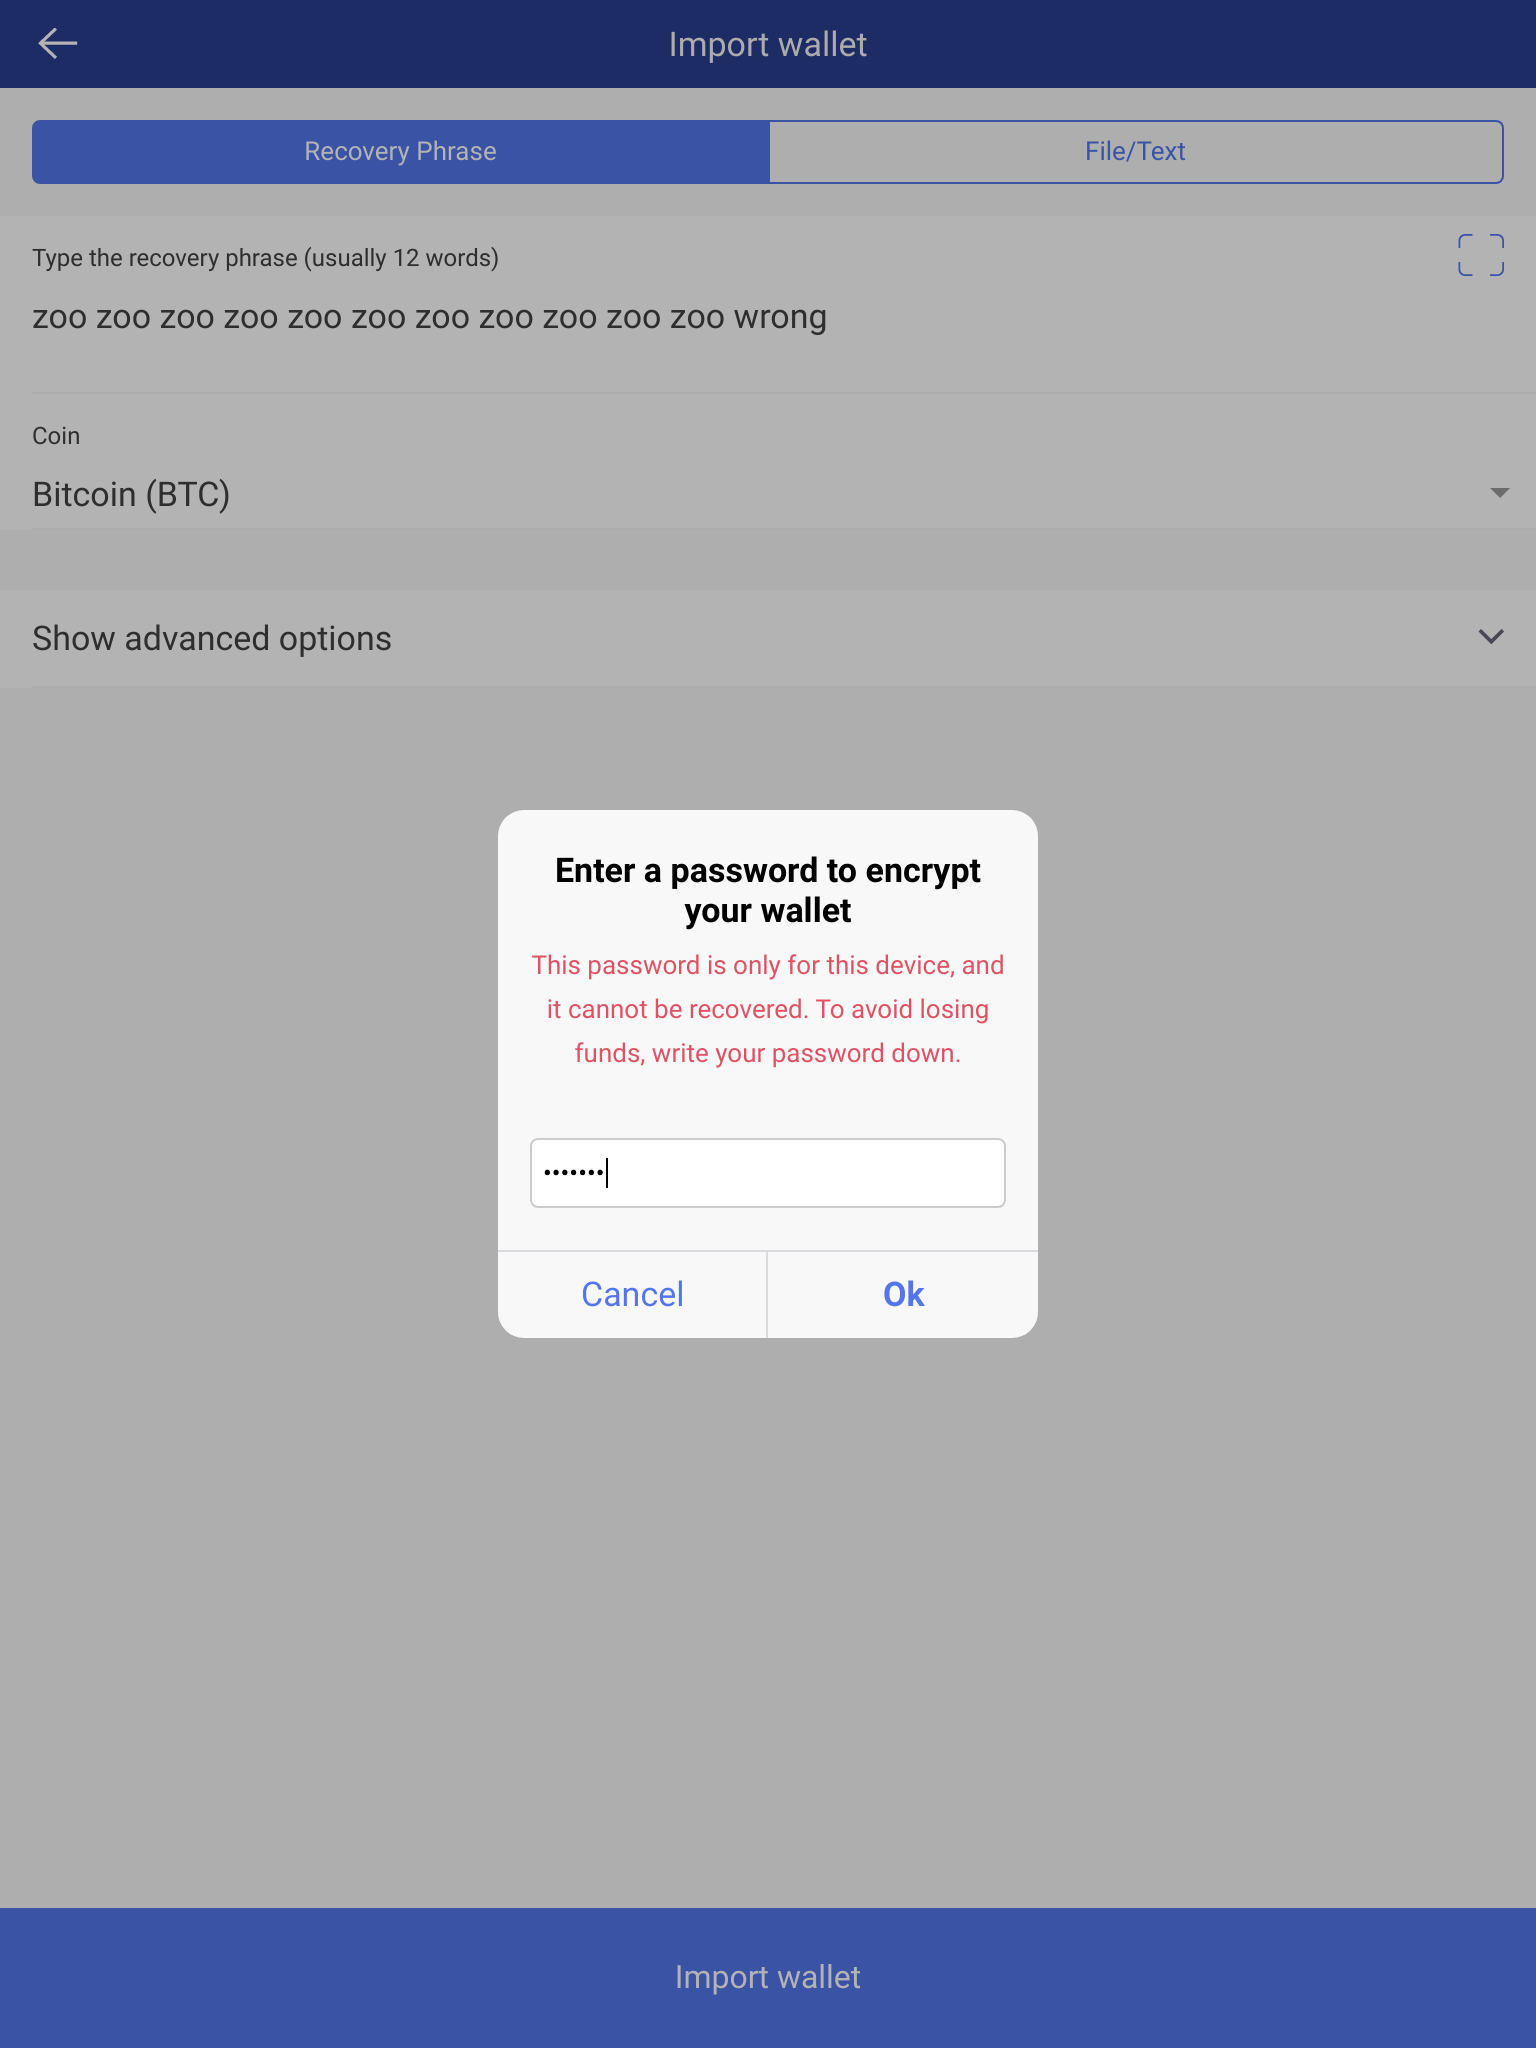 Import wallet
Recovery Phrase
File/Text
Type the recovery phrase (usually 12 words)
zoo zoo zoo zoo zoo zoo zoo zoo zoo zoo zoo wrong
Coin
Bitcoin (BTC)
Show advanced options
Enter a password to encrypt
your wallet
This password is only for this device, and
it cannot be recovered. To avoid losing
funds, write your password down.
•••••••
Cancel
Ok
Import wallet